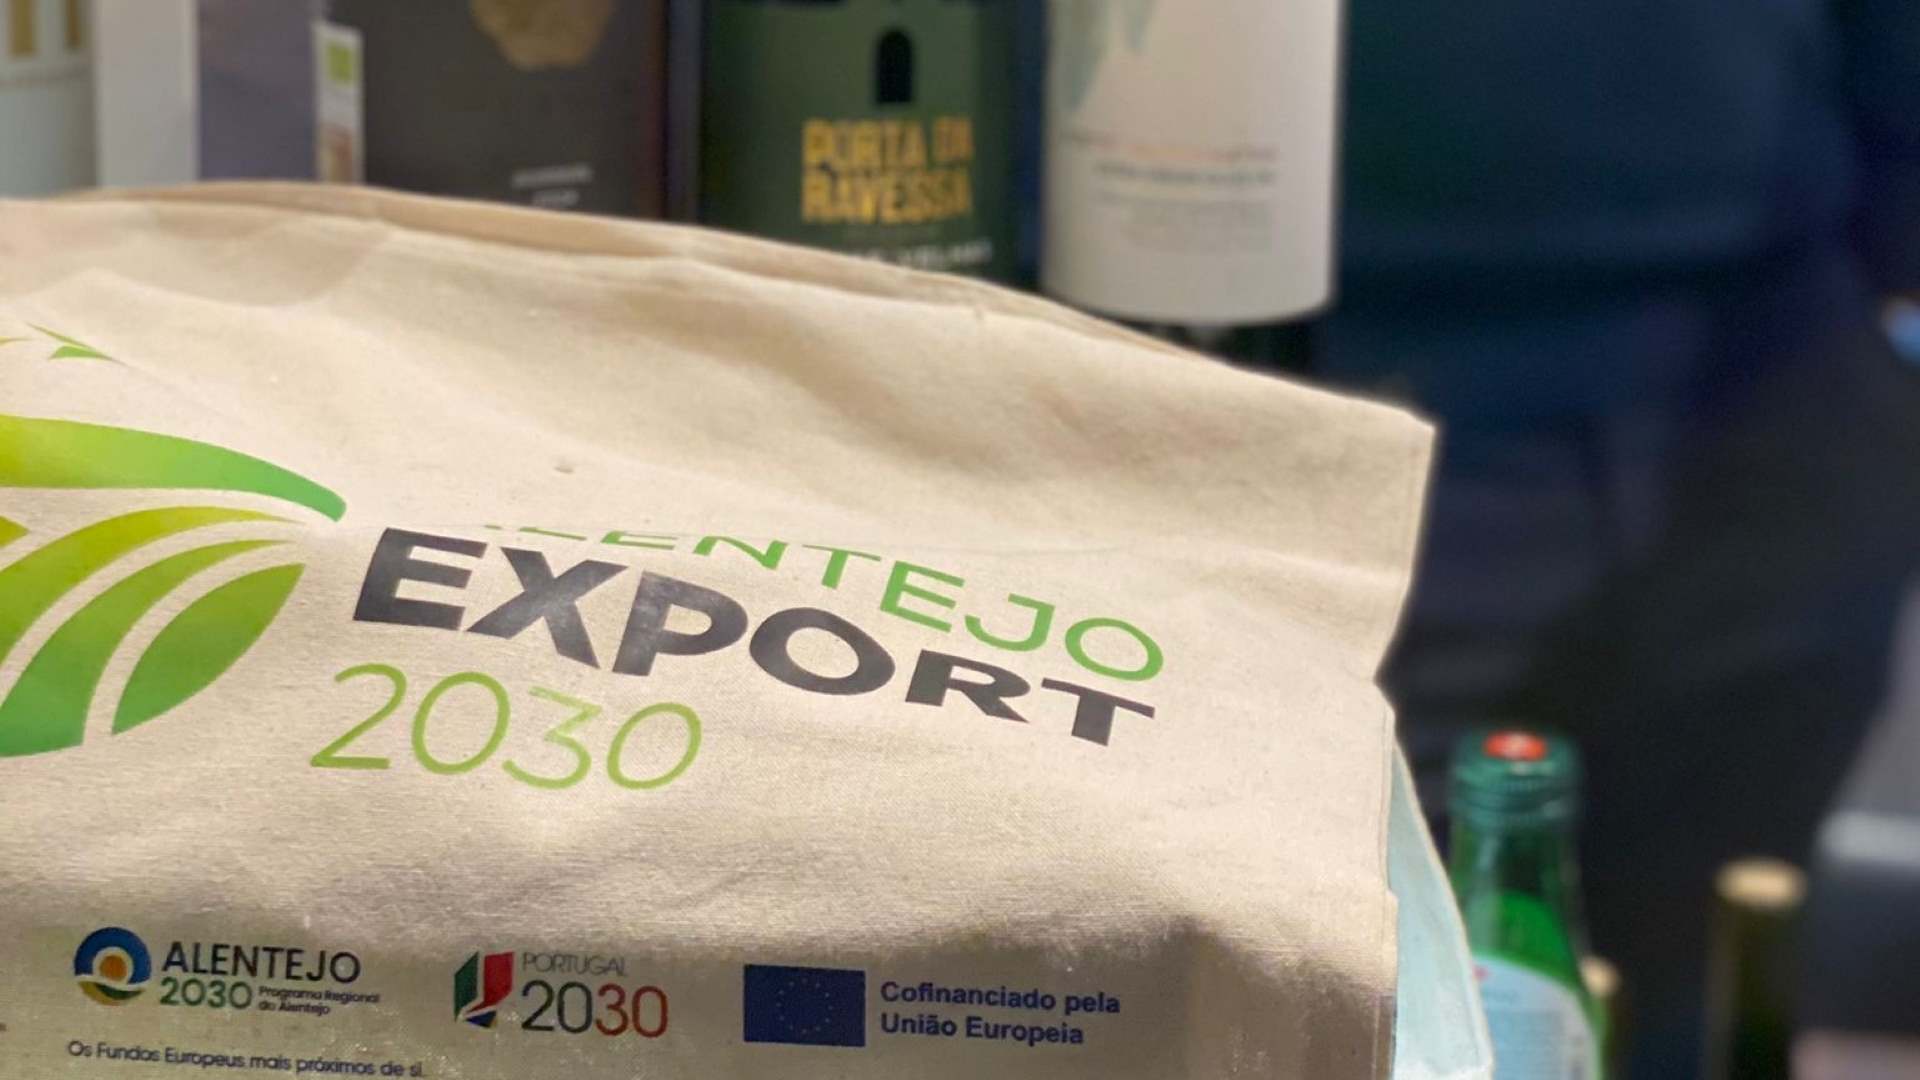 PORTA DA
RAVESSA
ALENTEJO
EXPORT
2030
ALENTEJO
2030 Programa Regional
do Alentejo
PORTUGAL
2030
Cofinanciado pela
União Europeia
Os Fundos Europeus mais próximos de si.